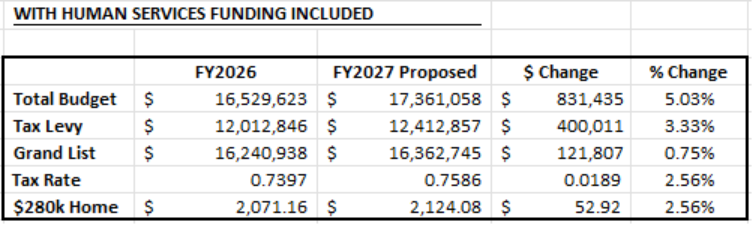 WITH HUMAN SERVICES FUNDING INCLUDED
FY2026 FY2027 Proposed $ Change % Change
Total Budget $ 16,529,623 $ 17,361,058 $ 831,435 5.03%
Tax Levy $ 12,012,846 $ 12,412,857 $ 400,011 3.33%
Grand List $ 16,240,938 $ 16,362,745 $ 121,807 0.75%
Tax Rate 0.7397 0.7586 0.0189 2.56%
$280k Home $ 2,071.16 $ 2,124.08 $ 52.92 2.56%